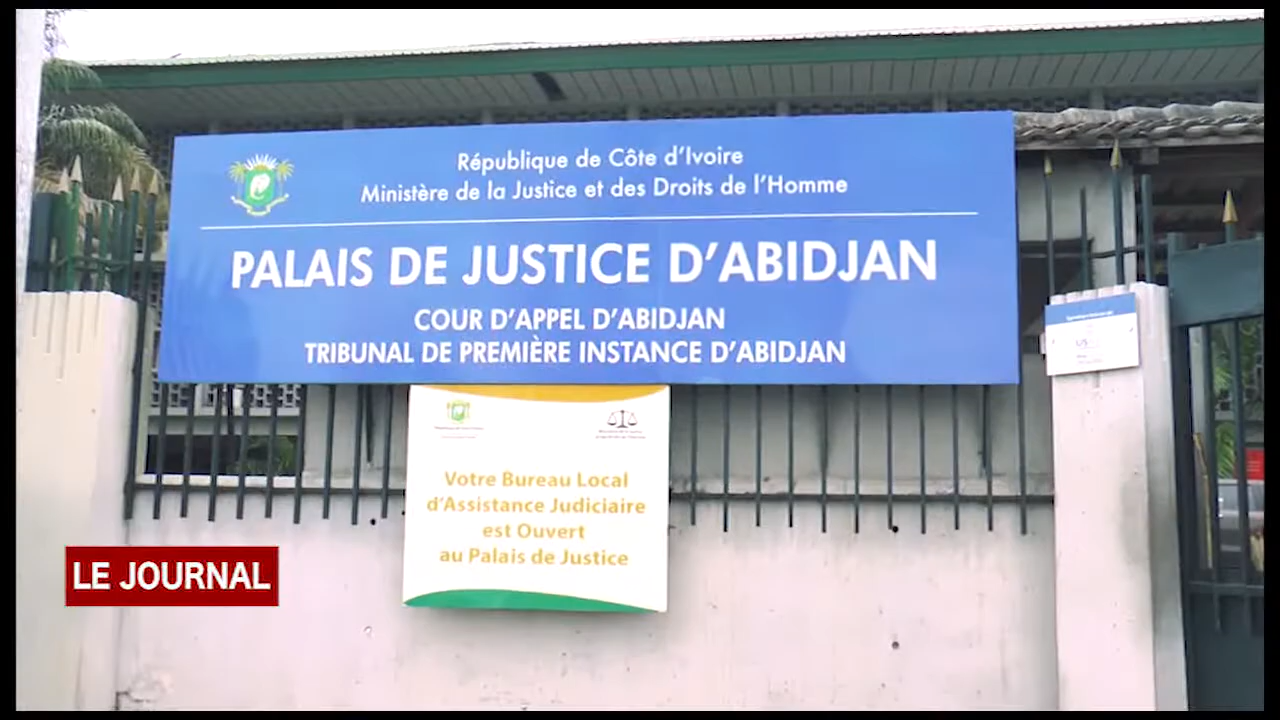 République de Côte d'Ivoire
Ministère de la Justice et des Droits de l'Homme
PALAIS DE JUSTICE D'ABIDJAN
COUR D'APPEL D'ABIDJAN
TRIBUNAL DE PREMIÈRE INSTANCE D'ABIDJAN
US
Votre Bureau Local
d'Assistance Judiciaire
est Ouvert
au Palais de Justice
LE JOURNAL